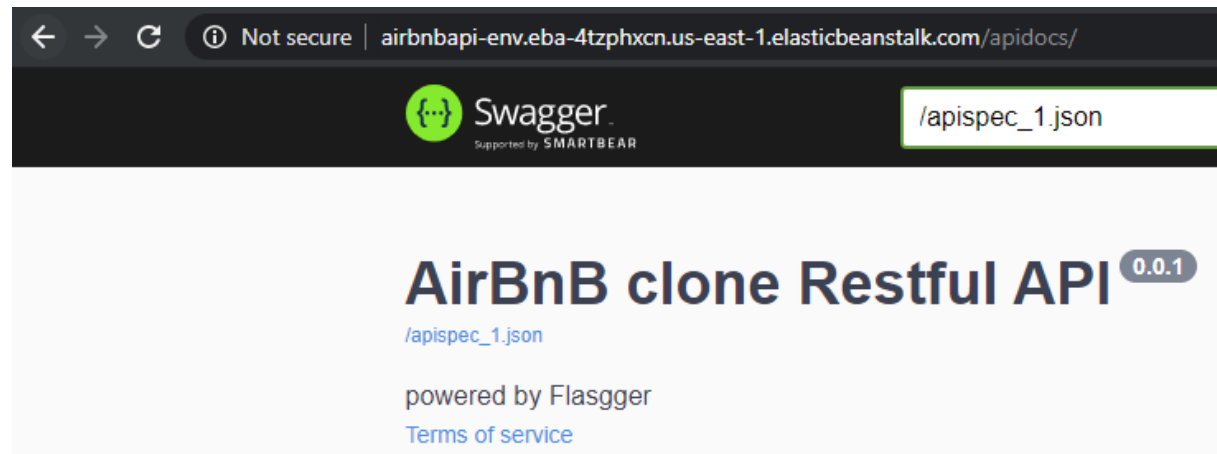 Not secure | airbnbapi-env.eba-4tzphxcn.us-east-1.elasticbeanstalk.com/apidocs/
{...} Swagger.
Supported by SMARTBEAR
/apispec_1.json
AirBnB clone Restful API 0.0.1
/apispec_1.json
powered by Flasgger
Terms of service